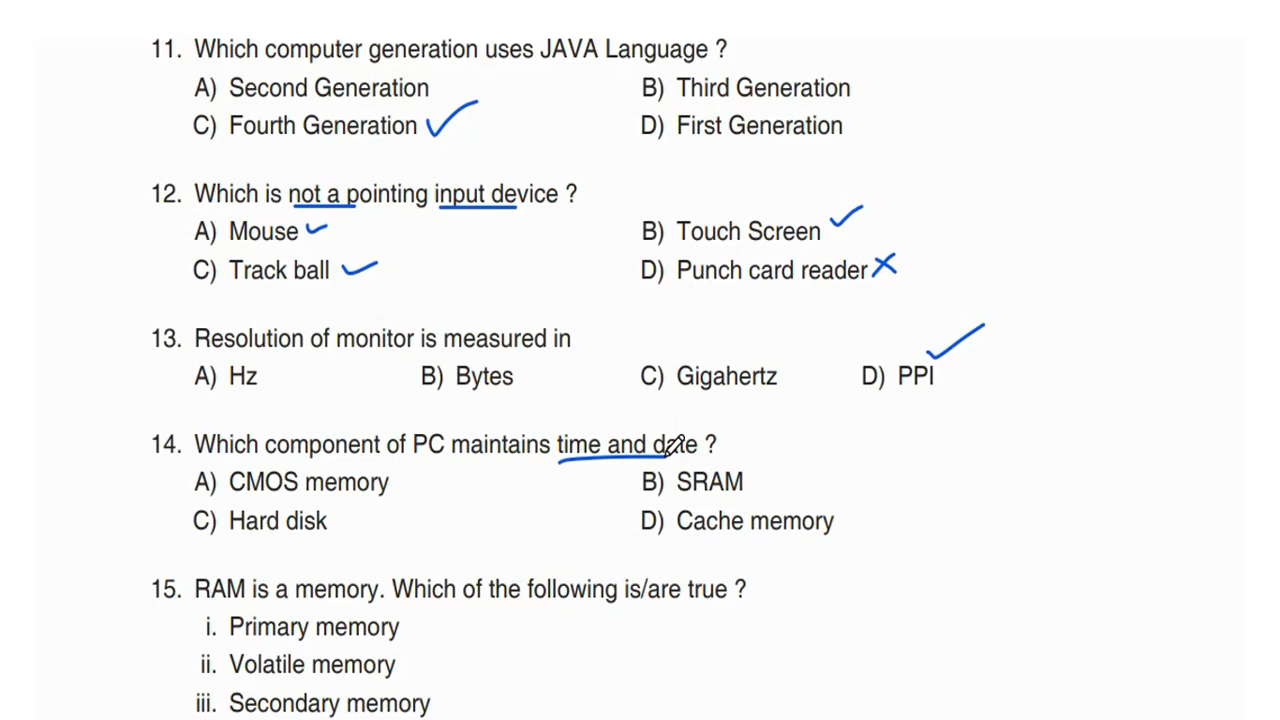 11. Which computer generation uses JAVA Language ?
A) Second Generation B) Third Generation
C) Fourth Generation D) First Generation
12. Which is not a pointing input device ?
A) Mouse B) Touch Screen
C) Track ball D) Punch card reader
13. Resolution of monitor is measured in
A) Hz B) Bytes C) Gigahertz D) PPI
14. Which component of PC maintains time and date ?
A) CMOS memory B) SRAM
C) Hard disk D) Cache memory
15. RAM is a memory. Which of the following is/are true ?
i. Primary memory
ii. Volatile memory
iii. Secondary memory